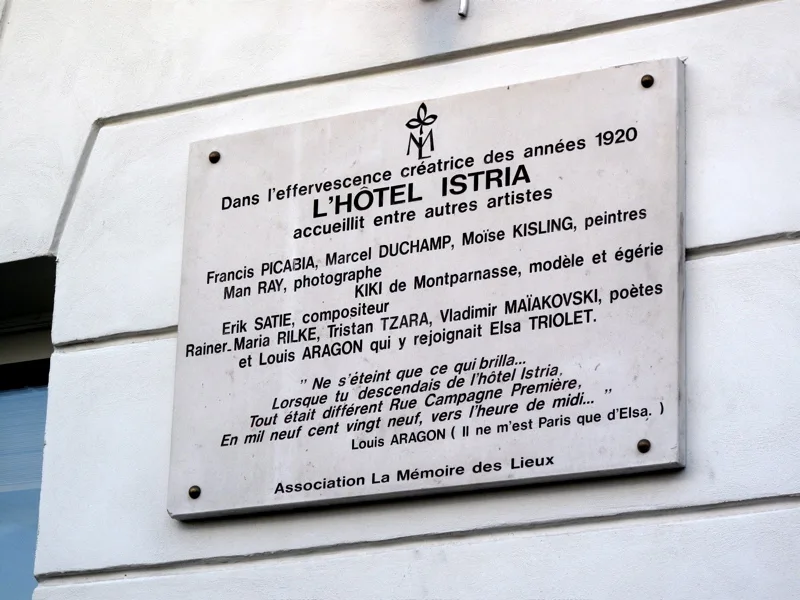 ML
Dans l'effervescence créatrice des années 1920
L'HÔTEL ISTRIA
accueillit entre autres artistes
Francis PICABIA, Marcel DUCHAMP, Moïse KISLING, peintres
Man RAY, photographe
KIKI de Montparnasse, modèle et égérie
Erik SATIE, compositeur
Rainer-Maria RILKE, Tristan TZARA, Vladimir MAÏAKOVSKI, poètes
et Louis ARAGON qui y rejoignait Elsa TRIOLET.
" Ne s'éteint que ce qui brilla...
Lorsque tu descendais de l'hôtel Istria,
Tout était différent Rue Campagne Première,
En mil neuf cent vingt neuf, vers l'heure de midi... "
Louis ARAGON ( Il ne m'est Paris que d'Elsa. )
Association La Mémoire des Lieux